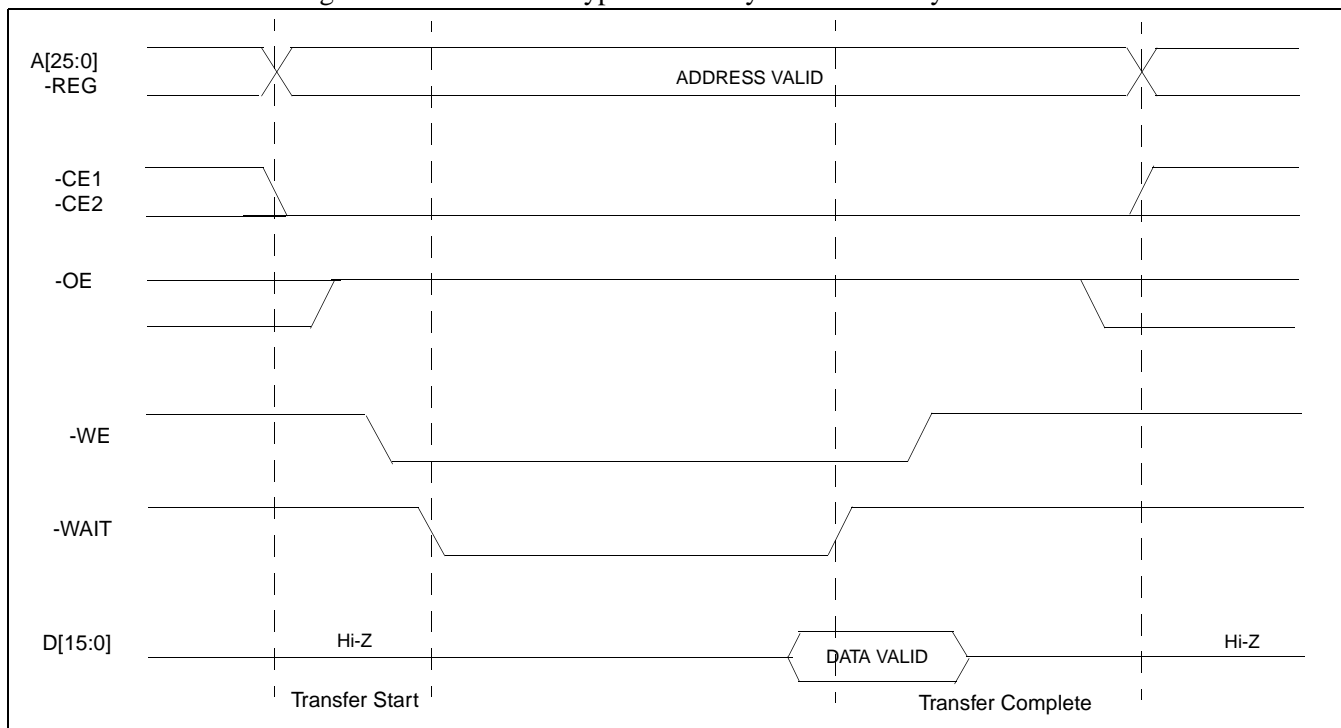 A[25:0]
-REG
ADDRESS VALID
-CE1
-CE2
-OE
-WE
-WAIT
D[15:0]
Hi-Z
DATA VALID
Hi-Z
Transfer Start
Transfer Complete